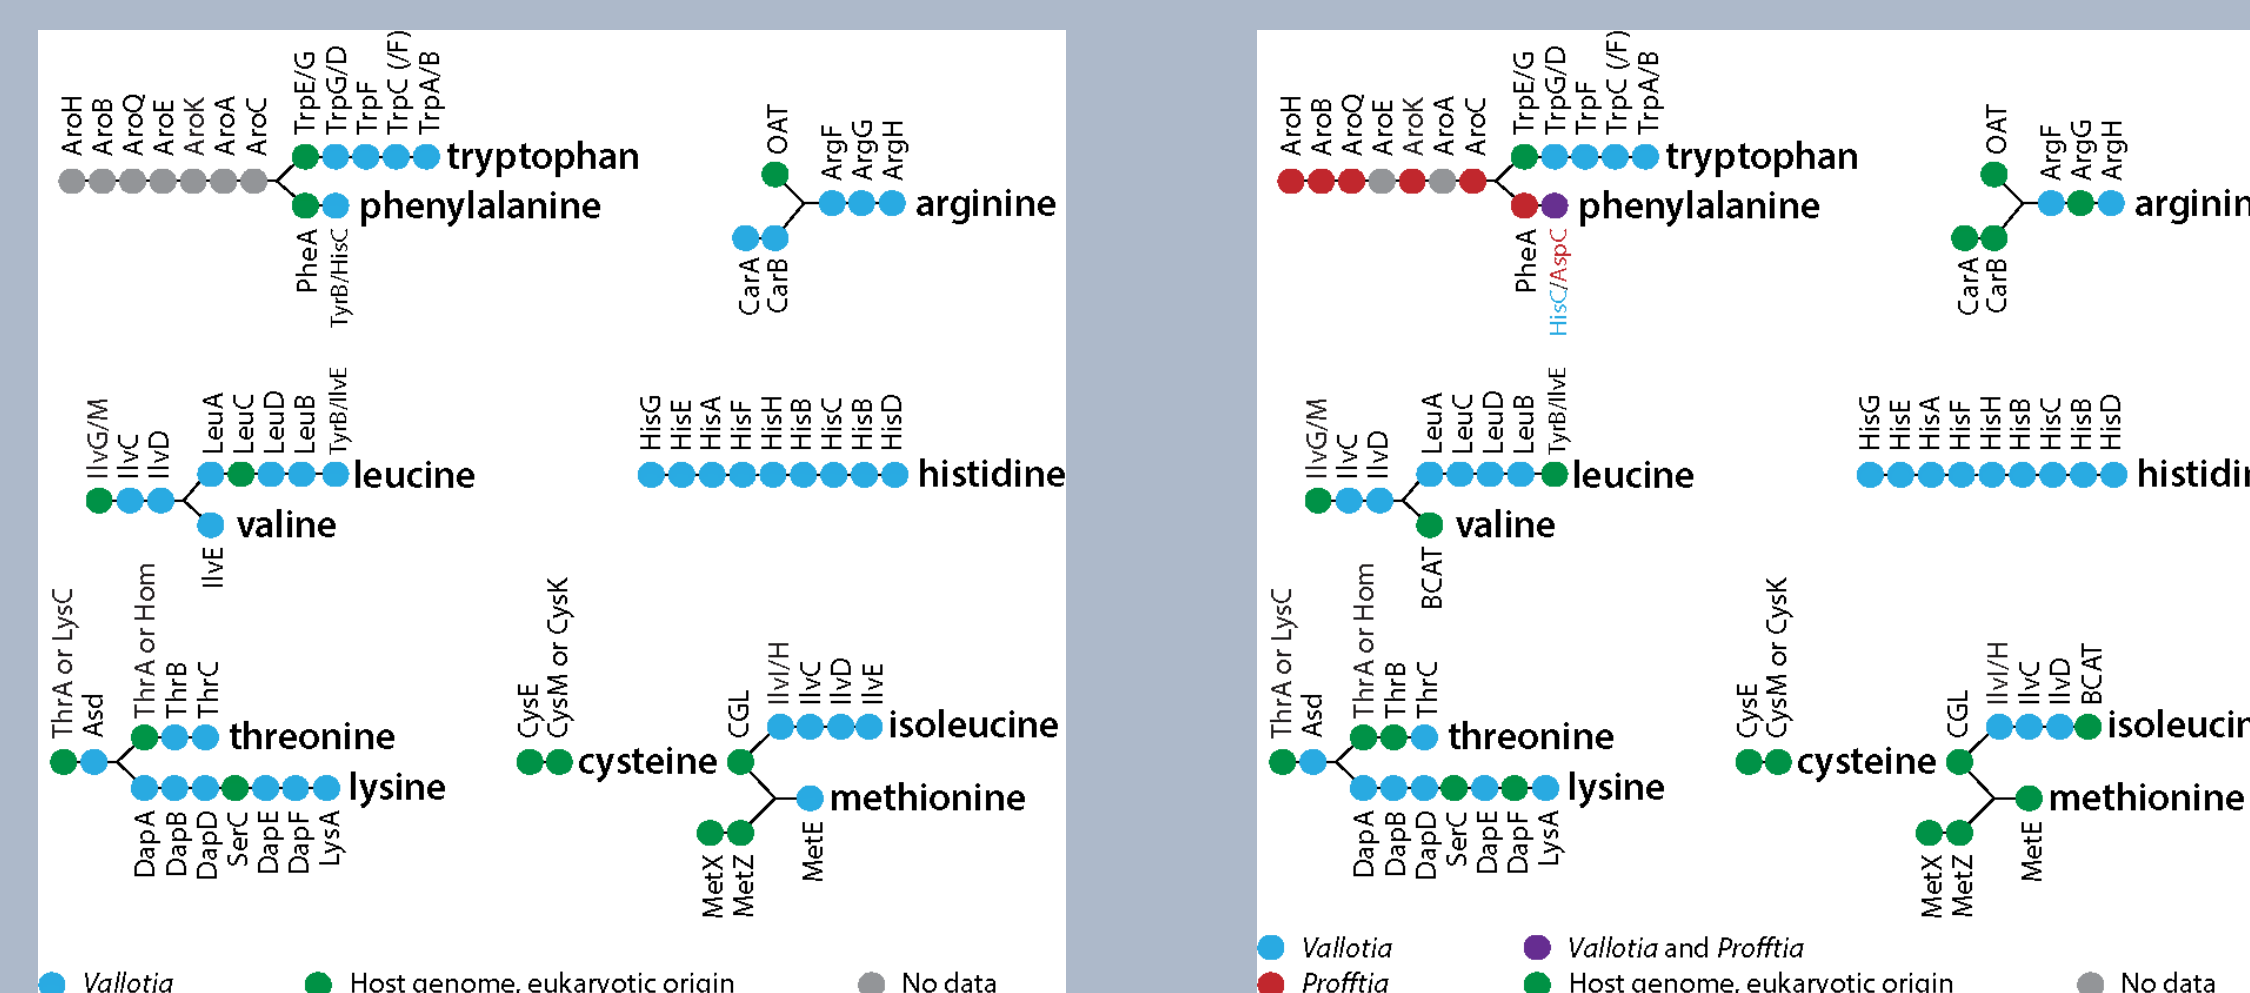 AroH AroB AroQ AroE AroK AroA AroC
TrpE/G TrpG/D TrpF TrpC (/F) TrpA/B
tryptophan
phenylalanine
PheA TyrB/HisC
OAT
ArgF ArgG ArgH
arginine
CarA CarB
IlvG/M IlvC IlvD
LeuA LeuC LeuD LeuB TyrB/IlvE
leucine
valine
IlvE
HisG HisE HisA HisF HisH HisB HisC HisB HisD
histidine
ThrA or LysC Asd
ThrA or Hom ThrB ThrC
threonine
lysine
DapA DapB DapD SerC DapE DapF LysA
CysE CysM or CysK
cysteine
CGL
IlvI/H IlvC IlvD IlvE
isoleucine
methionine
MetX MetZ
MetE
Vallotia
Host genome, eukaryotic origin
No data
AroH AroB AroQ AroE AroK AroA AroC
TrpE/G TrpG/D TrpF TrpC (/F) TrpA/B
tryptophan
phenylalanine
PheA HisC/AspC
OAT
ArgF ArgG ArgH
arginin
CarA CarB
IlvG/M IlvC IlvD
LeuA LeuC LeuD LeuB TyrB/IlvE
leucine
valine
BCAT
HisG HisE HisA HisF HisH HisB HisC HisB HisD
histidin
ThrA or LysC Asd
ThrA or Hom ThrB ThrC
threonine
lysine
DapA DapB DapD SerC DapE DapF LysA
CysE CysM or CysK
cysteine
CGL
IlvI/H IlvC IlvD BCAT
isoleucin
methionine
MetX MetZ
MetE
Vallotia
Vallotia and Profftia
Profftia
Host genome, eukaryotic origin
No data